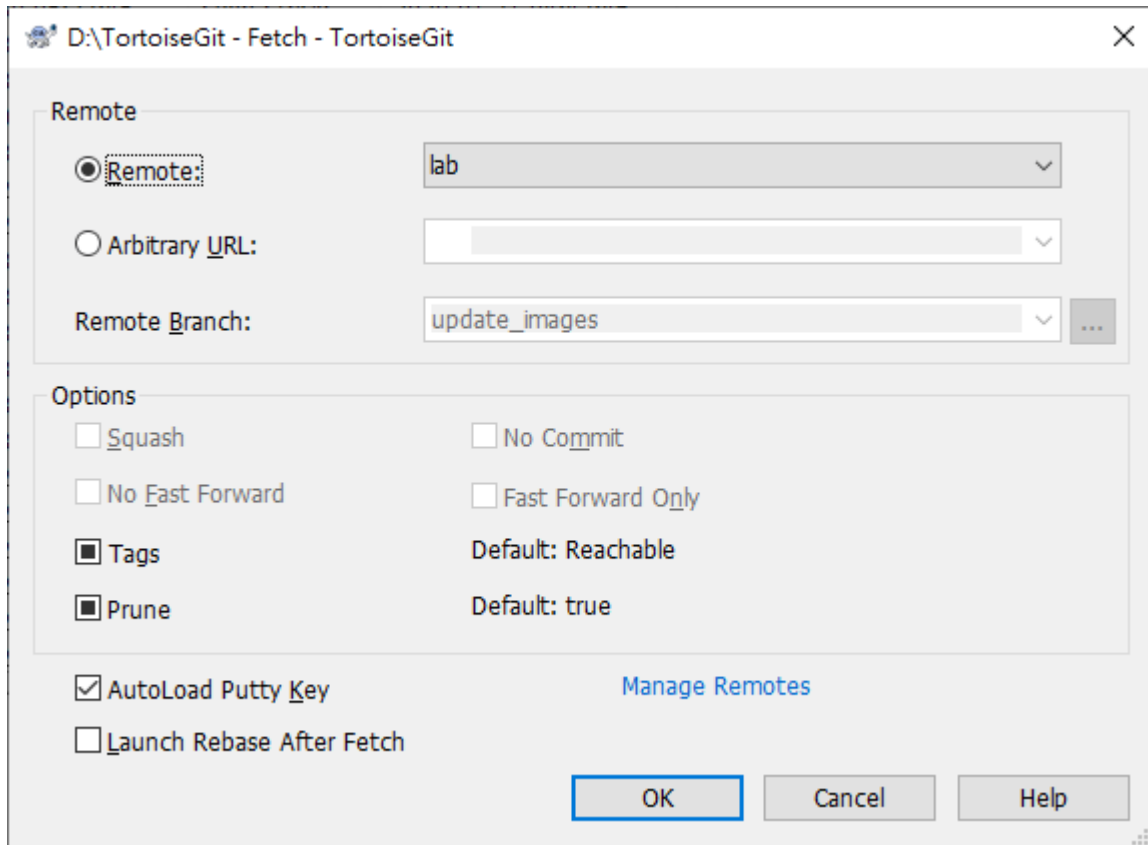 D:\TortoiseGit - Fetch - TortoiseGit
Remote
Remote: lab
Arbitrary URL:
Remote Branch: update_images ...
Options
Squash No Commit
No Fast Forward Fast Forward Only
Tags Default: Reachable
Prune Default: true
AutoLoad Putty Key Manage Remotes
Launch Rebase After Fetch
OK Cancel Help